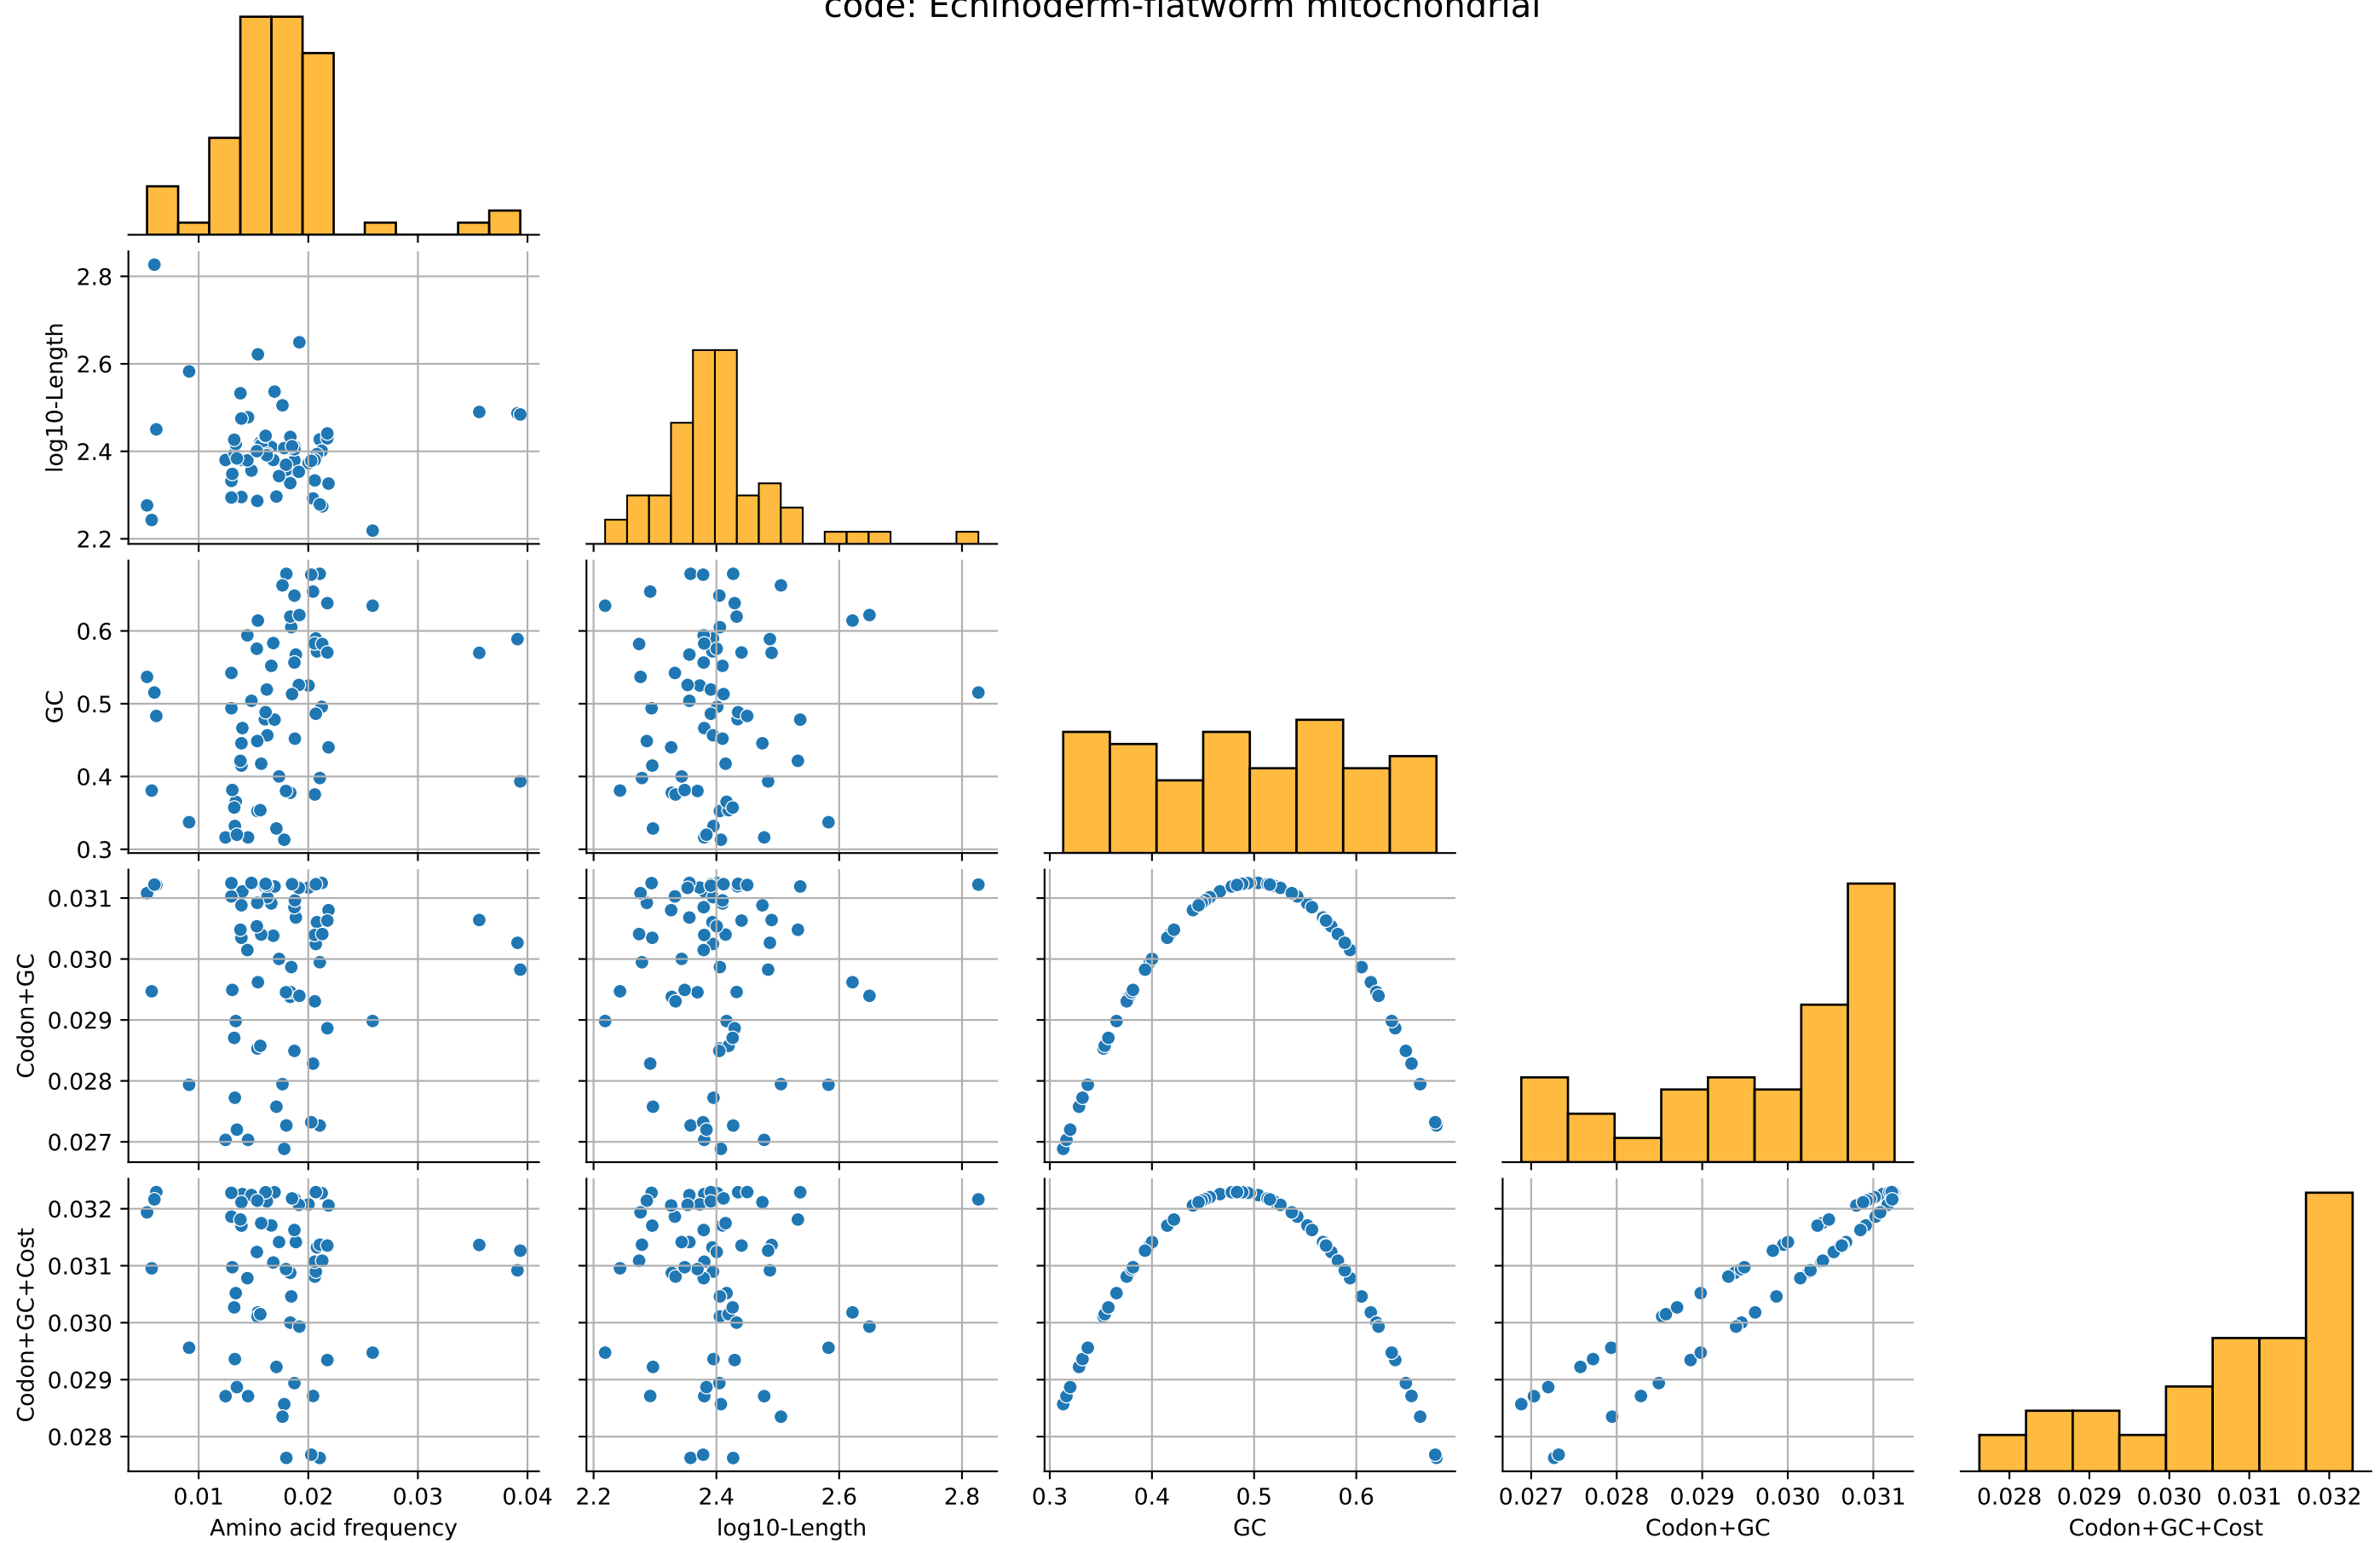 code: Echinoderm-flatworm mitochondrial
2.8
2.6
2.4
2.2
log10-Length
0.6
0.5
0.4
0.3
GC
0.031
0.030
0.029
0.028
0.027
Codon+GC
0.032
0.031
0.030
0.029
0.028
Codon+GC+Cost
0.01 0.02 0.03 0.04 2.2 2.4 2.6 2.8 0.3 0.4 0.5 0.6 0.027 0.028 0.029 0.030 0.031 0.028 0.029 0.030 0.031 0.032
Amino acid frequency log10-Length GC Codon+GC Codon+GC+Cost